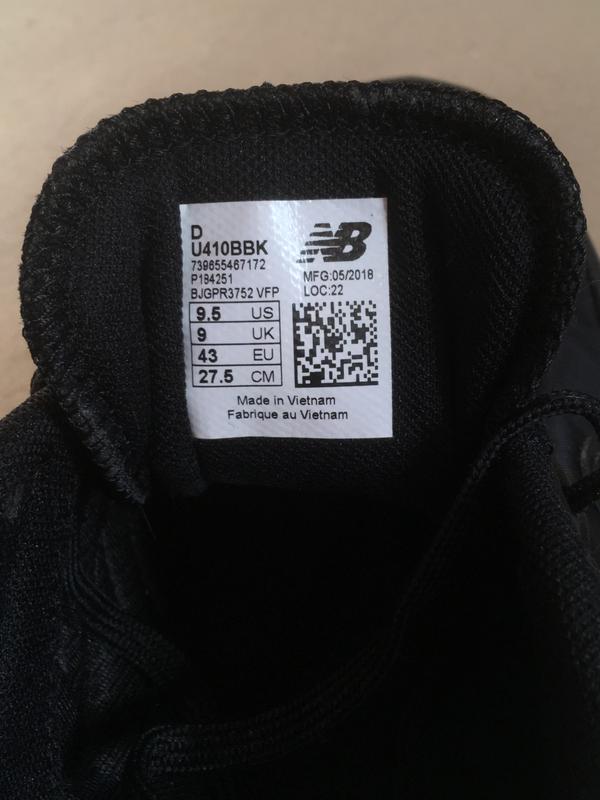 D
U410BBK
739655467172
P184251
BJGPR3752 VFP
NB
MFG:05/2018
LOC:22
9.5 US
9 UK
43 EU
27.5 CM
Made in Vietnam
Fabrique au Vietnam